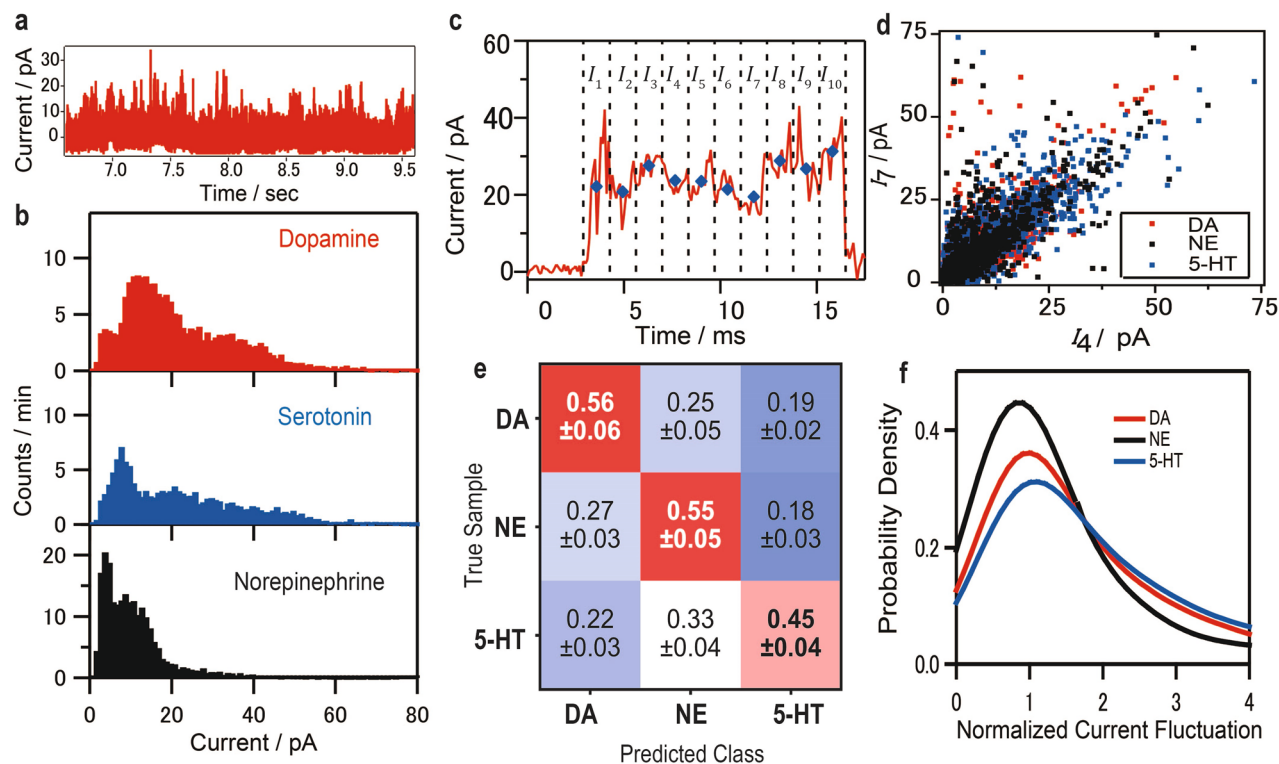 a
Current / pA
30
20
10
0
7.0 7.5 8.0 8.5 9.0 9.5
Time / sec
b
Counts / min
Dopamine
10
5
0
Serotonin
10
5
0
Norepinephrine
20
10
0
0 20 40 60 80
Current / pA
c
Current / pA
60
40
20
0
I1 I2 I3 I4 I5 I6 I7 I8 I9 I10
0 5 10 15
Time / ms
d
I7 / pA
75
50
25
0
DA
NE
5-HT
0 25 50 75
I4 / pA
e
True Sample
DA
0.56 ±0.06
0.25 ±0.05
0.19 ±0.02
NE
0.27 ±0.03
0.55 ±0.05
0.18 ±0.03
5-HT
0.22 ±0.03
0.33 ±0.04
0.45 ±0.04
DA NE 5-HT
Predicted Class
f
Probability Density
0.4
0.2
0.0
DA
NE
5-HT
0 1 2 3 4
Normalized Current Fluctuation